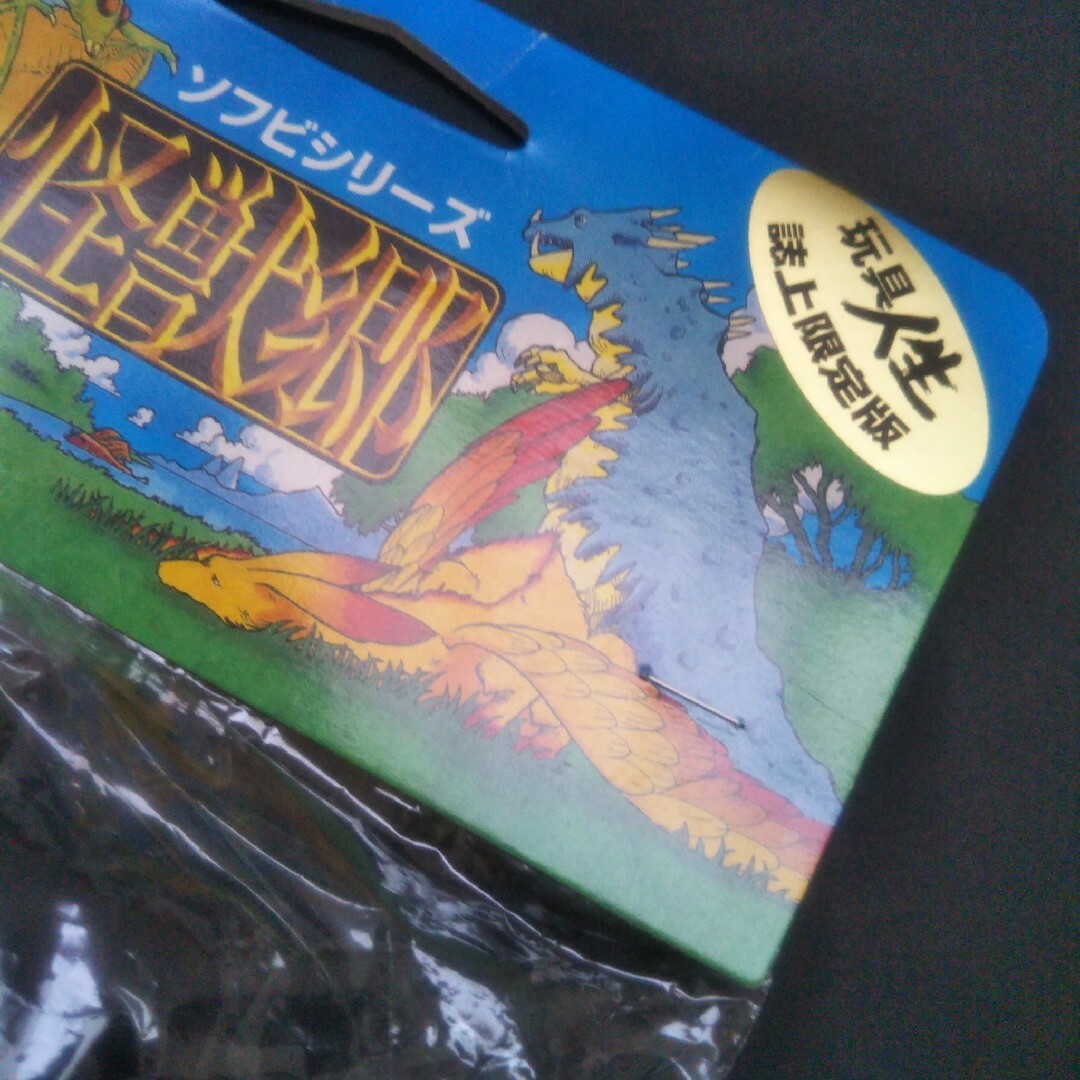 ソフビシリーズ
怪獣郷
玩具人生
誌上限定版